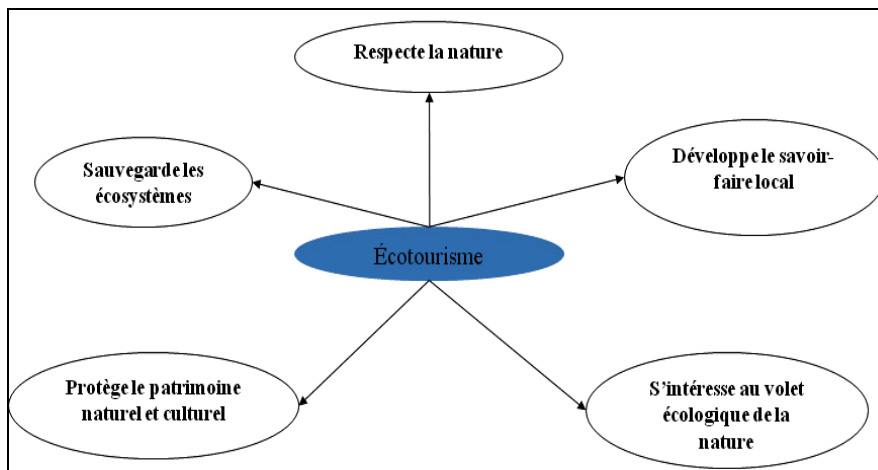 Respecte la nature
Sauvegarde les
écosystèmes
Développe le savoir-
faire local
Écotourisme
Protège le patrimoine
naturel et culturel
S'intéresse au volet
écologique de la
nature